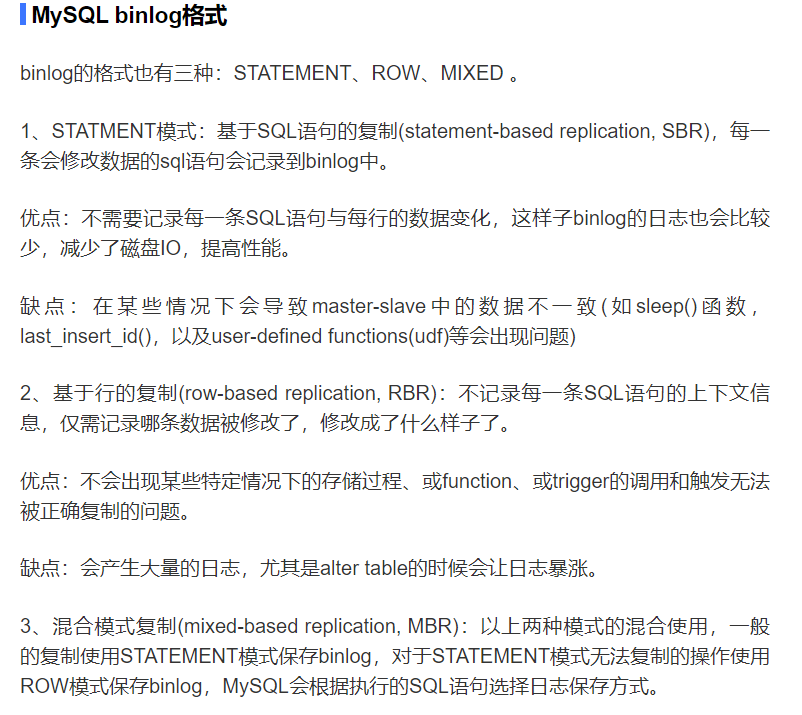 MySQL binlog格式
binlog的格式也有三种：STATEMENT、ROW、MIXED 。
1、STATMENT模式：基于SQL语句的复制(statement-based replication, SBR)，每一
条会修改数据的sql语句会记录到binlog中。
优点：不需要记录每一条SQL语句与每行的数据变化，这样子binlog的日志也会比较
少，减少了磁盘IO，提高性能。
缺点：在某些情况下会导致master-slave中的数据不一致(如sleep()函数，
last_insert_id()，以及user-defined functions(udf)等会出现问题)
2、基于行的复制(row-based replication, RBR)：不记录每一条SQL语句的上下文信
息，仅需记录哪条数据被修改了，修改成了什么样子了。
优点：不会出现某些特定情况下的存储过程、或function、或trigger的调用和触发无法
被正确复制的问题。
缺点：会产生大量的日志，尤其是alter table的时候会让日志暴涨。
3、混合模式复制(mixed-based replication, MBR)：以上两种模式的混合使用，一般
的复制使用STATEMENT模式保存binlog，对于STATEMENT模式无法复制的操作使用
ROW模式保存binlog，MySQL会根据执行的SQL语句选择日志保存方式。